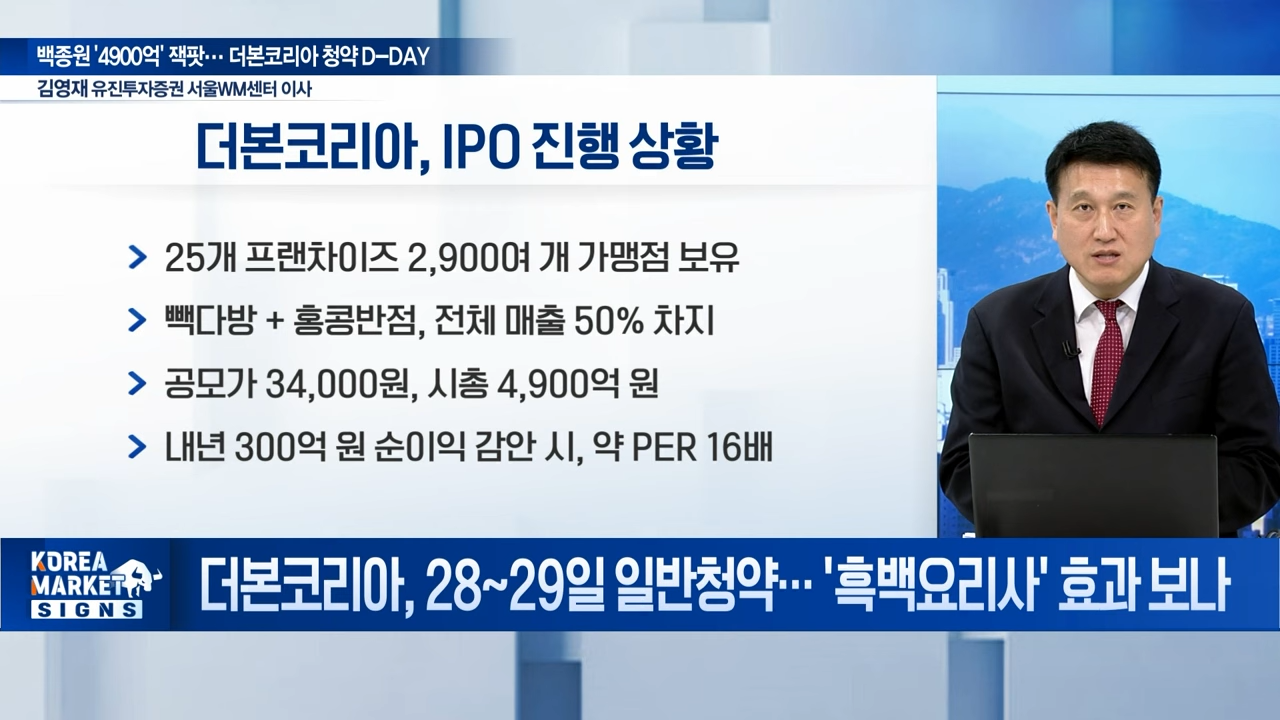 백종원 '4900억' 잭팟… 더본코리아 청약 D-DAY
김영재 유진투자증권 서울WM센터 이사
더본코리아, IPO 진행 상황
25개 프랜차이즈 2,900여 개 가맹점 보유
빽다방 + 홍콩반점, 전체 매출 50% 차지
공모가 34,000원, 시총 4,900억 원
내년 300억 원 순이익 감안 시, 약 PER 16배
KOREA
MARKET
SIGNS
더본코리아, 28~29일 일반청약… '흑백요리사' 효과 보나